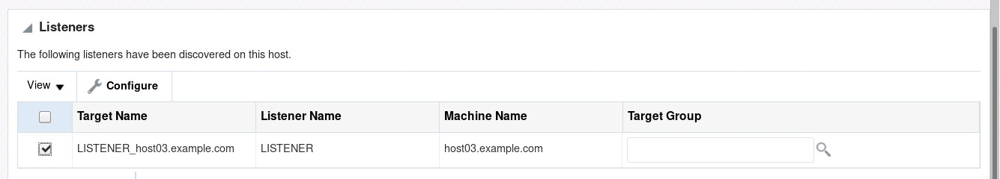 Listeners
The following listeners have been discovered on this host.
View Configure
Target Name Listener Name Machine Name Target Group
LISTENER_host03.example.com LISTENER host03.example.com